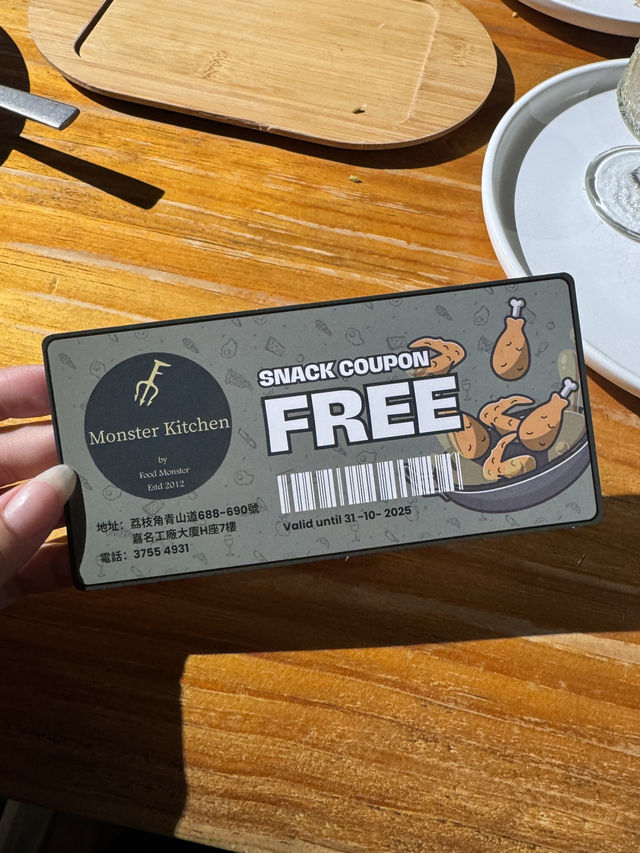 Monster Kitchen
by
Food Monster
Estd 2012
地址：荔枝角青山道688-690號
嘉名工廠大廈H座7樓
電話：3755 4931
SNACK COUPON
FREE
Valid until 31 -10- 2025